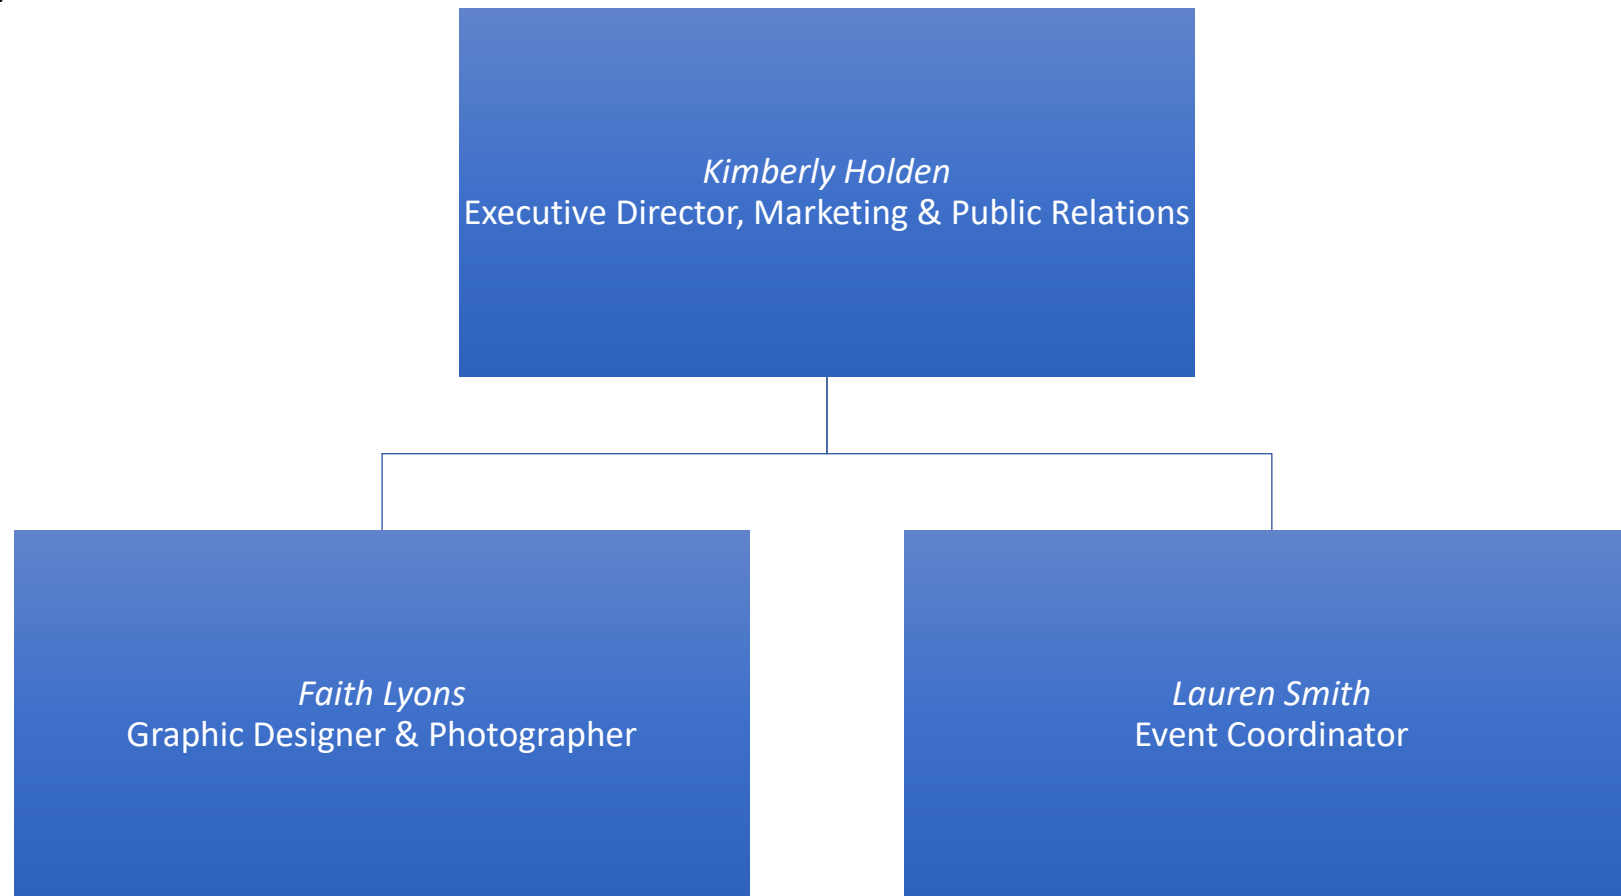 Kimberly Holden
Executive Director, Marketing & Public Relations
Faith Lyons
Graphic Designer & Photographer
Lauren Smith
Event Coordinator